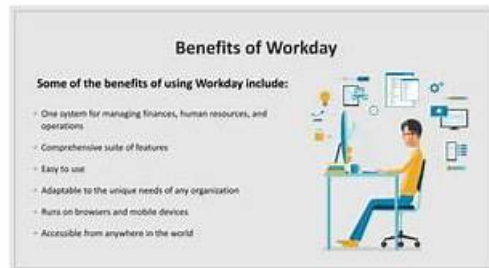 Benefits of Workday
Some of the benefits of using Workday include:
One system for managing finances, human resources, and
operations
Comprehensive suite of features
Easy to use
Adaptable to the unique needs of any organization
Runs on browsers and mobile devices
Accessible from anywhere in the world